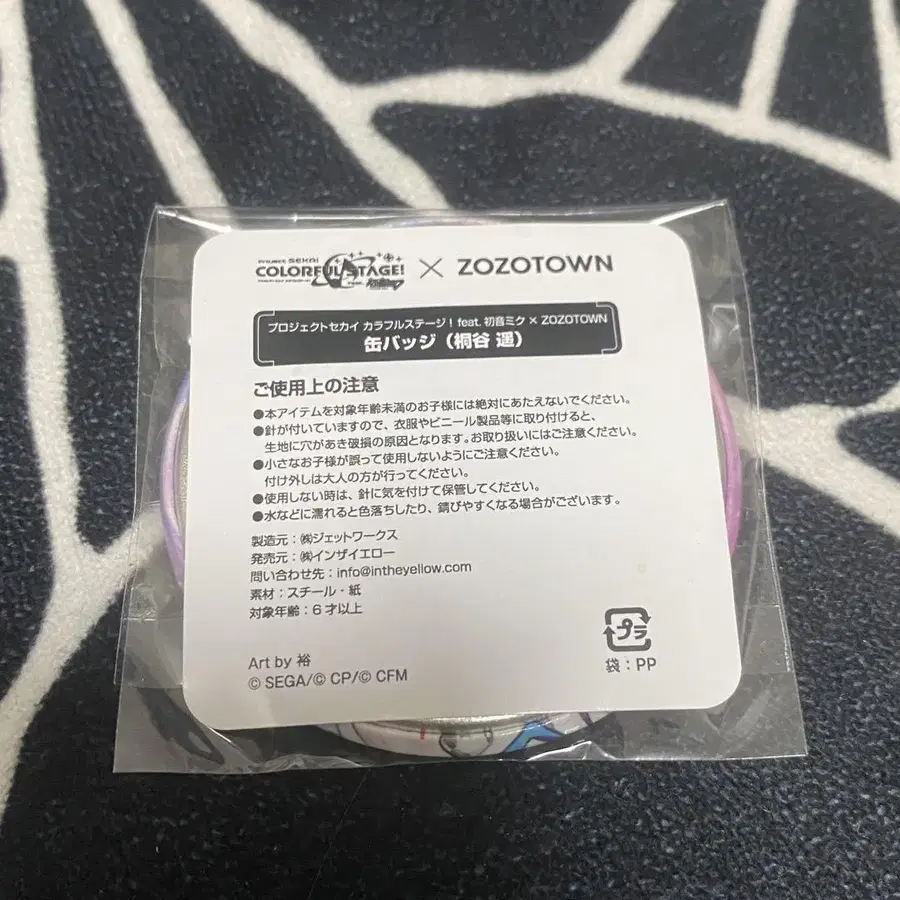 PROJECT SEKAI
COLORFUL STAGE!
feat. 初音ミク
× ZOZOTOWN
プロジェクトセカイ カラフルステージ! feat. 初音ミク × ZOZOTOWN
缶バッジ(桐谷 遥)
ご使用上の注意
●本アイテムを対象年齢未満のお子様には絶対にあたえないでください。
●針が付いていますので、衣服やビニール製品等に取り付けると、
生地に穴があき破損の原因となります。お取り扱いにはご注意ください。
●小さなお子様が誤って使用しないようにご注意ください。
付け外しは大人の方が行ってください。
●使用しない時は、針に気を付けて保管してください。
●水などに濡れると色落ちしたり、錆びやすくなる場合がございます。
製造元:㈱ジェットワークス
発売元:㈱インザイエロー
問い合わせ先:info@intheyellow.com
素材:スチール・紙
対象年齢:6才以上
Art by 裕
© SEGA/© CP/© CFM
プラ
袋:PP